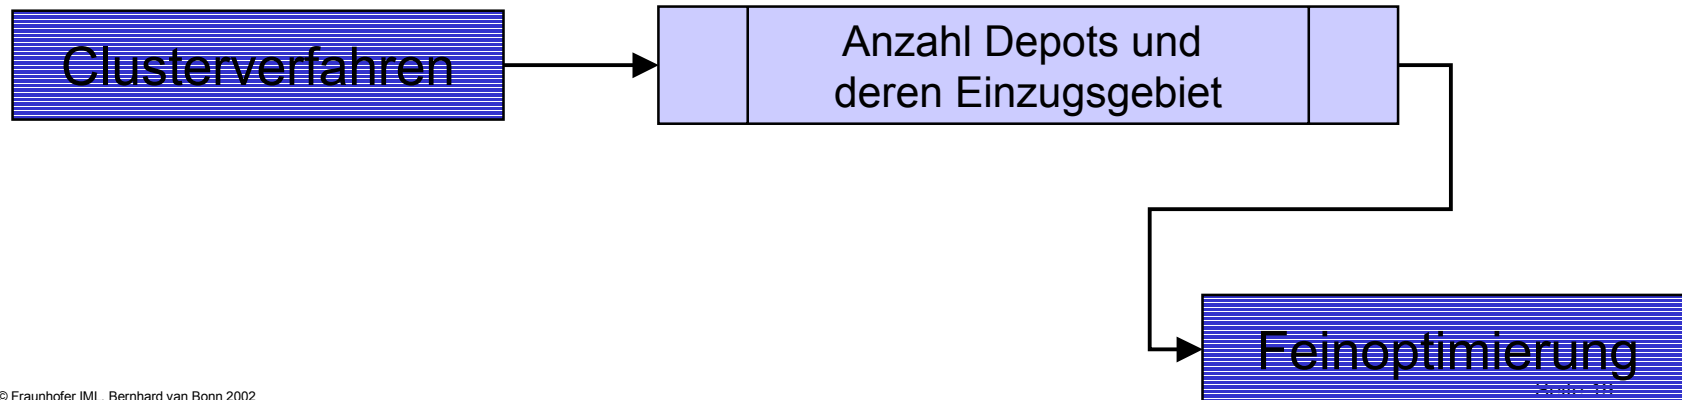 Clusterverfahren
Anzahl Depots und
deren Einzugsgebiet
Feinoptimierung
© Fraunhofer IML, Bernhard van Bonn 2002